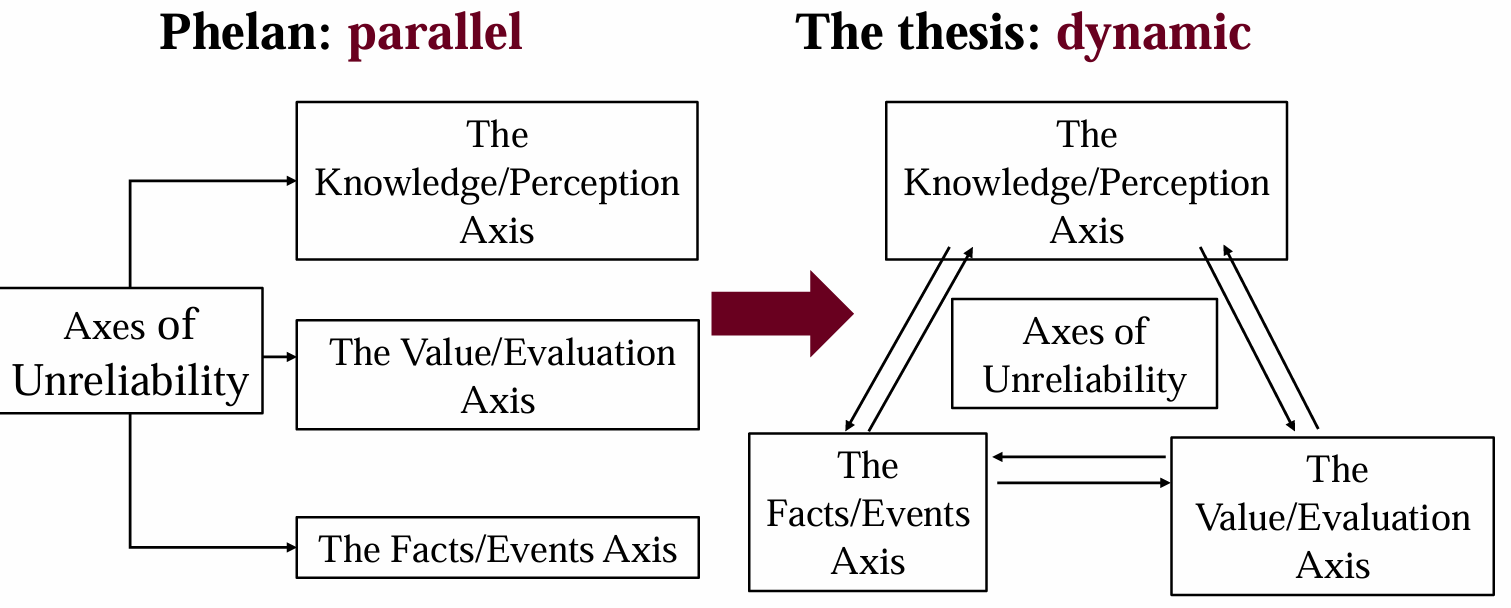 Phelan: parallel
The
Knowledge/Perception
Axis
Axes of
Unreliability
The Value/Evaluation
Axis
The Facts/Events Axis
The thesis: dynamic
The
Knowledge/Perception
Axis
Axes of
Unreliability
The
Facts/Events
Axis
The
Value/Evaluation
Axis